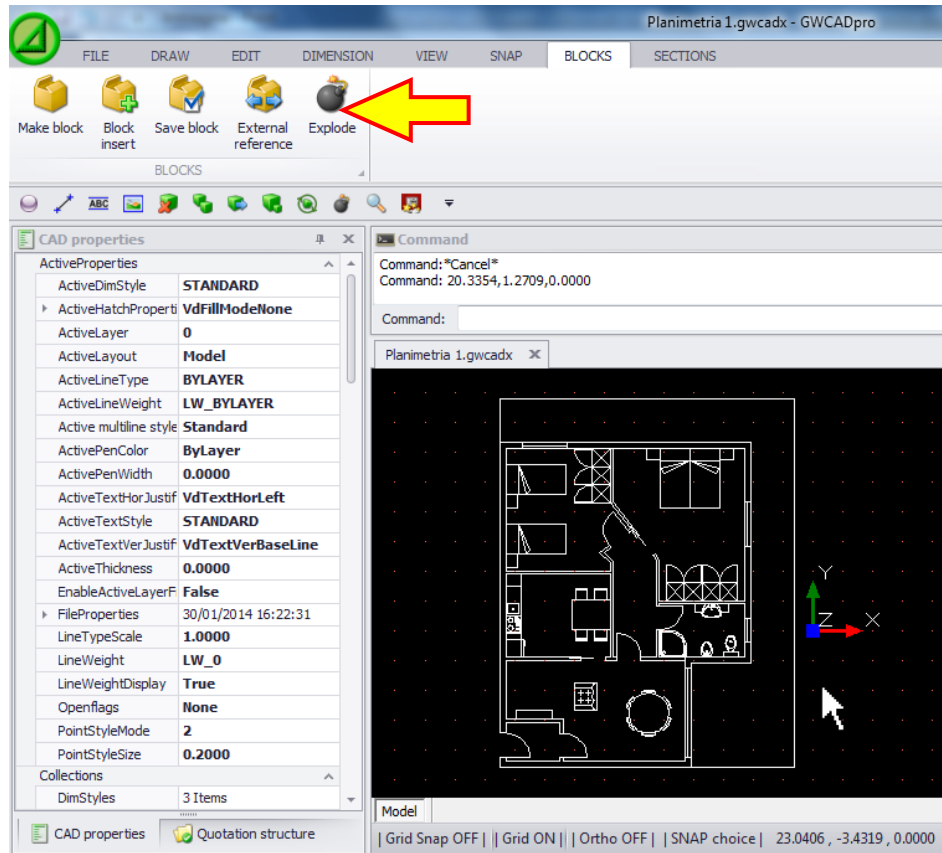 Planimetria 1.gwcadx - GWCADpro
FILE DRAW EDIT DIMENSION VIEW SNAP BLOCKS SECTIONS
Make block Block insert Save block External reference Explode
BLOCKS
ABC
CAD properties
ActiveProperties
ActiveDimStyle STANDARD
ActiveHatchProperti VdFillModeNone
ActiveLayer 0
ActiveLayout Model
ActiveLineType BYLAYER
ActiveLineWeight LW_BYLAYER
Active multiline style Standard
ActivePenColor ByLayer
ActivePenWidth 0.0000
ActiveTextHorJustif VdTextHorLeft
ActiveTextStyle STANDARD
ActiveTextVerJustif VdTextVerBaseLine
ActiveThickness 0.0000
EnableActiveLayerF False
FileProperties 30/01/2014 16:22:31
LineTypeScale 1.0000
LineWeight LW_0
LineWeightDisplay True
Openflags None
PointStyleMode 2
PointStyleSize 0.2000
Collections
DimStyles 3 Items
CAD properties Quotation structure
Command
Command:*Cancel*
Command: 20.3354,1.2709,0.0000
Command:
Planimetria 1.gwcadx
Y
Z X
Model
| Grid Snap OFF | | Grid ON | | Ortho OFF | | SNAP choice | 23.0406 , -3.4319 , 0.0000